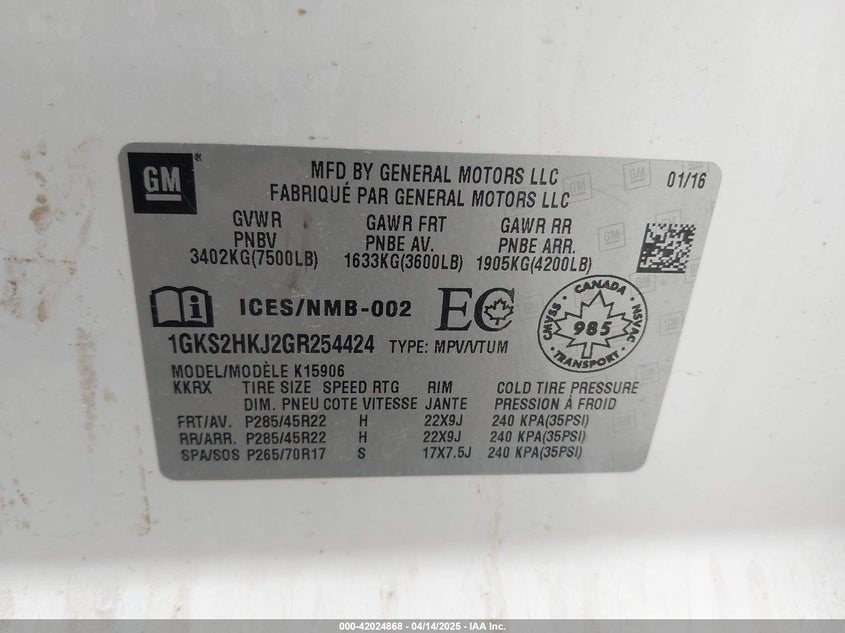 GM
MFD BY GENERAL MOTORS LLC
FABRIQUÉ PAR GENERAL MOTORS LLC
01/16
GVWR GAWR FRT GAWR RR
PNBV PNBE AV. PNBE ARR.
3402KG(7500LB) 1633KG(3600LB) 1905KG(4200LB)
ICES/NMB-002 EC
CANADA
CMVSS 985 NSVAC
TRANSPORT
1GKS2HKJ2GR254424 TYPE: MPV/VTUM
MODEL/MODÈLE K15906
KKRX TIRE SIZE SPEED RTG RIM COLD TIRE PRESSURE
DIM. PNEU COTE VITESSE JANTE PRESSION À FROID
FRT/AV. P285/45R22 H 22X9J 240 KPA(35PSI)
RR/ARR. P285/45R22 H 22X9J 240 KPA(35PSI)
SPA/SOS P265/70R17 S 17X7.5J 240 KPA(35PSI)
000-42024868 - 04/14/2025 - IAA Inc.